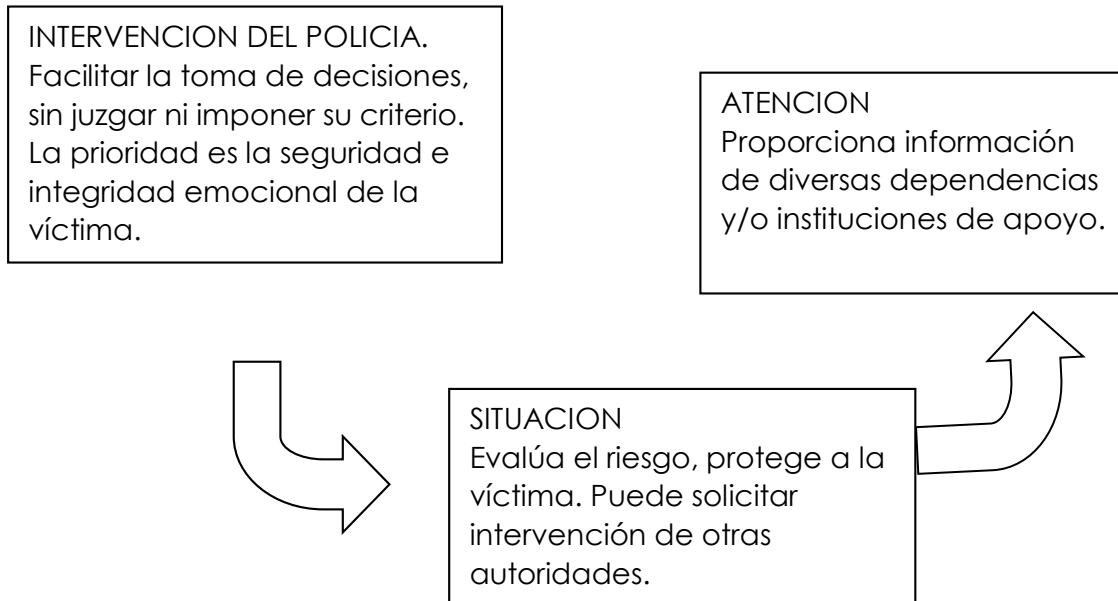 INTERVENCION DEL POLICIA.
Facilitar la toma de decisiones,
sin juzgar ni imponer su criterio.
La prioridad es la seguridad e
integridad emocional de la
víctima.
ATENCION
Proporciona información
de diversas dependencias
y/o instituciones de apoyo.
SITUACION
Evalúa el riesgo, protege a la
víctima. Puede solicitar
intervención de otras
autoridades.